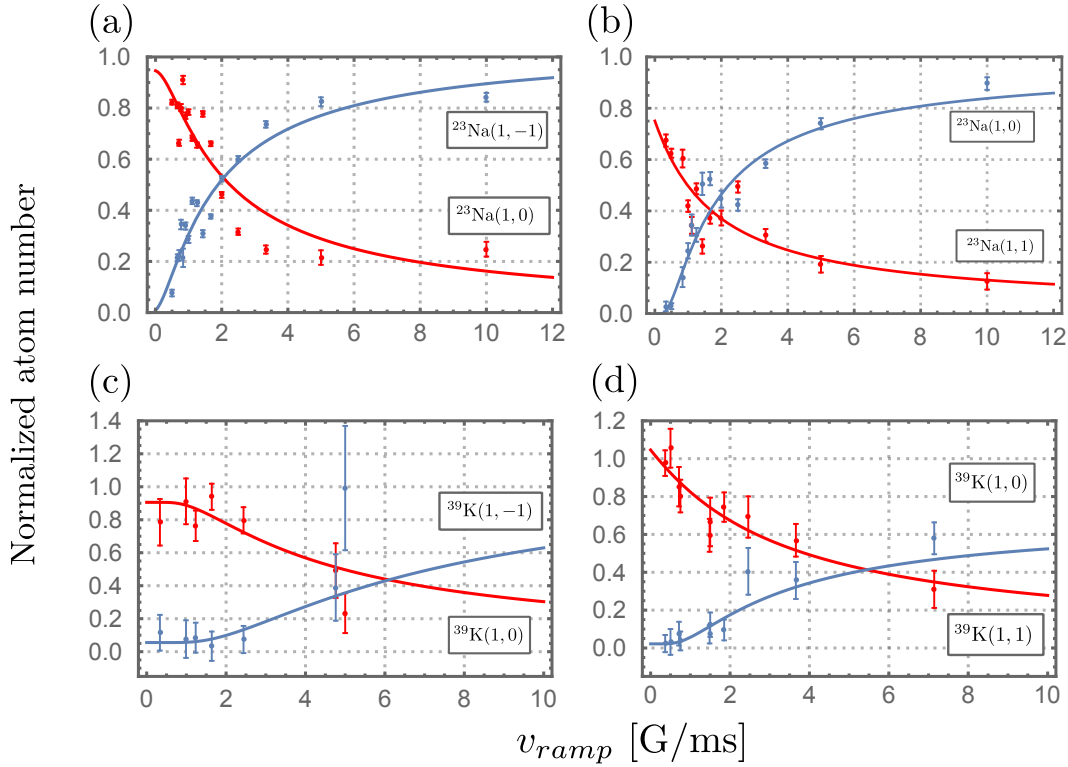 (a)
(b)
1.0
0.8
0.6
0.4
0.2
0.0
0 2 4 6 8 10 12
²³Na(1,−1)
²³Na(1,0)
1.0
0.8
0.6
0.4
0.2
0.0
0 2 4 6 8 10 12
²³Na(1,0)
²³Na(1,1)
Normalized atom number
(c)
(d)
1.4
1.2
1.0
0.8
0.6
0.4
0.2
0.0
0 2 4 6 8 10
³⁹K(1,−1)
³⁹K(1,0)
1.2
1.0
0.8
0.6
0.4
0.2
0.0
0 2 4 6 8 10
³⁹K(1,0)
³⁹K(1,1)
v_ramp [G/ms]